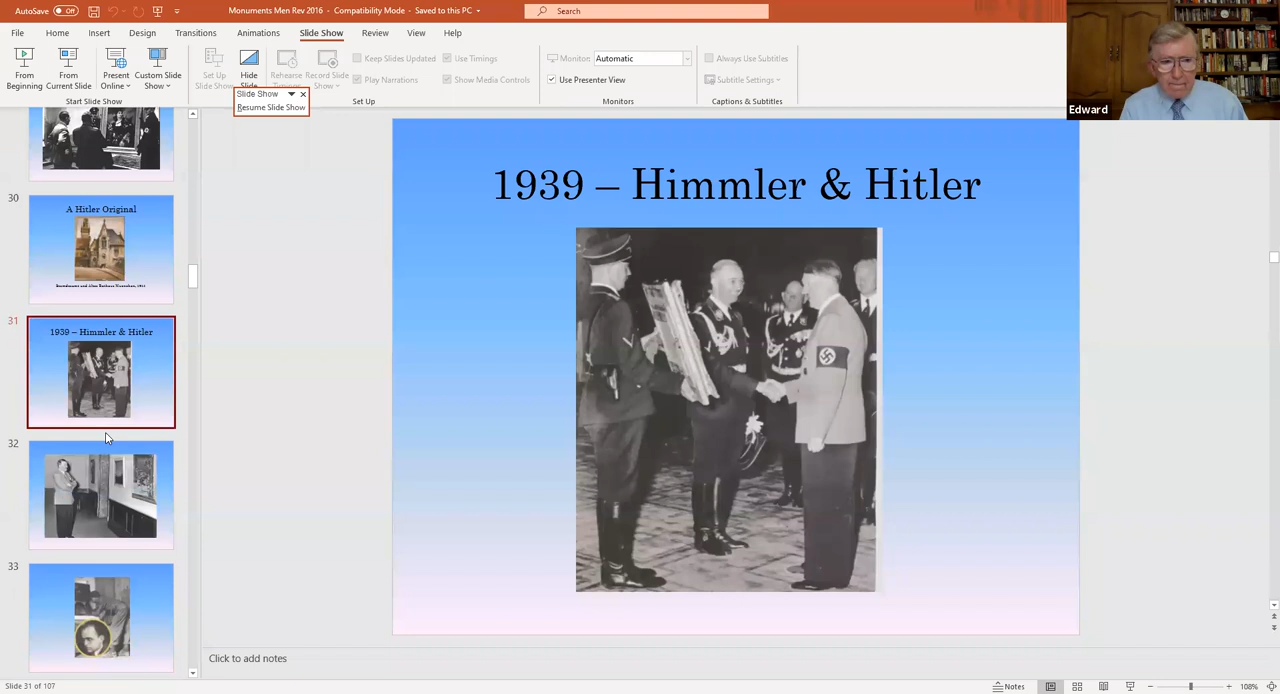 AutoSave Off Monuments Men Rev 2016 - Compatibility Mode - Saved to this PC Search
File Home Insert Design Transitions Animations Slide Show Review View Help
From Beginning
From Current Slide
Present Online
Custom Slide Show
Start Slide Show
Set Up Slide Show
Hide Slide
Rehearse Timings
Record Slide Show
Keep Slides Updated
Play Narrations
Use Timings
Show Media Controls
Set Up
Monitor Automatic
Use Presenter View
Monitors
Always Use Subtitles
Subtitle Settings
Captions & Subtitles
Slide Show
Resume Slide Show
Edward
30
A Hitler Original
31
1939 – Himmler & Hitler
32
33
1939 – Himmler & Hitler
Click to add notes
Slide 31 of 107 Notes 108%